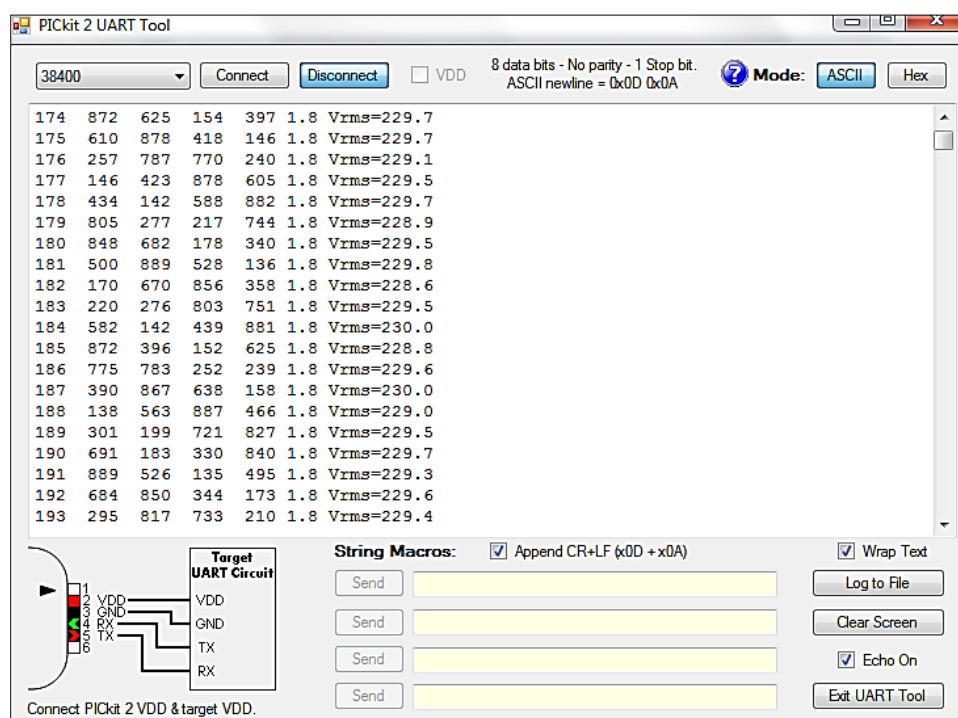 PICkit 2 UART Tool
38400 Connect Disconnect VDD 8 data bits - No parity - 1 Stop bit. ? Mode: ASCII Hex
ASCII newline = 0x0D 0x0A
174 872 625 154 397 1.8 Vrms=229.7
175 610 878 418 146 1.8 Vrms=229.7
176 257 787 770 240 1.8 Vrms=229.1
177 146 423 878 605 1.8 Vrms=229.5
178 434 142 588 882 1.8 Vrms=229.7
179 805 277 217 744 1.8 Vrms=228.9
180 848 682 178 340 1.8 Vrms=229.5
181 500 889 528 136 1.8 Vrms=229.8
182 170 670 856 358 1.8 Vrms=228.6
183 220 276 803 751 1.8 Vrms=229.5
184 582 142 439 881 1.8 Vrms=230.0
185 872 396 152 625 1.8 Vrms=228.8
186 775 783 252 239 1.8 Vrms=229.6
187 390 867 638 158 1.8 Vrms=230.0
188 138 563 887 466 1.8 Vrms=229.0
189 301 199 721 827 1.8 Vrms=229.5
190 691 183 330 840 1.8 Vrms=229.7
191 889 526 135 495 1.8 Vrms=229.3
192 684 850 344 173 1.8 Vrms=229.6
193 295 817 733 210 1.8 Vrms=229.4
Target
UART Circuit
1
2 VDD VDD
3 GND GND
4 RX TX
5 TX RX
6
Connect PICkit 2 VDD & target VDD.
String Macros: Append CR+LF (x0D + x0A) Wrap Text
Send Log to File
Send Clear Screen
Send Echo On
Send Exit UART Tool